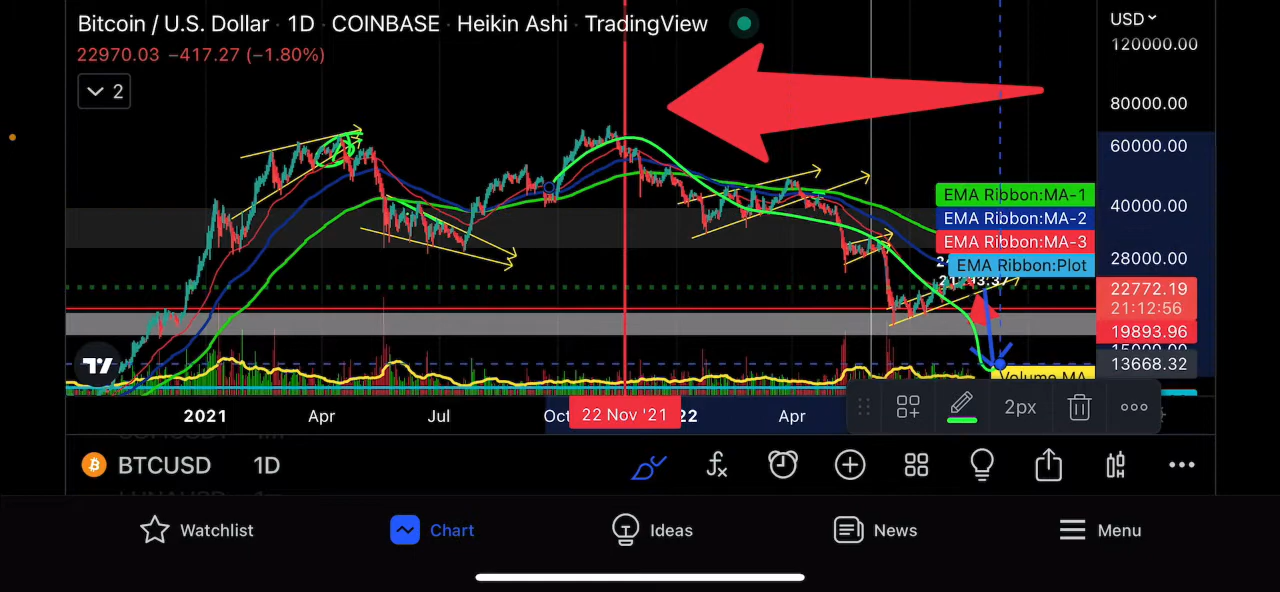 Bitcoin / U.S. Dollar · 1D · COINBASE · Heikin Ashi · TradingView
USD
22970.03 −417.27 (−1.80%)
2
120000.00
80000.00
60000.00
40000.00
28000.00
EMA Ribbon:MA-1
EMA Ribbon:MA-2
EMA Ribbon:MA-3
EMA Ribbon:Plot
22772.19
21:12:56
19893.96
13668.32
Volume MA
2021
Apr
Jul
Oct
22 Nov '21
22
Apr
2px
BTCUSD 1D
Watchlist
Chart
Ideas
News
Menu